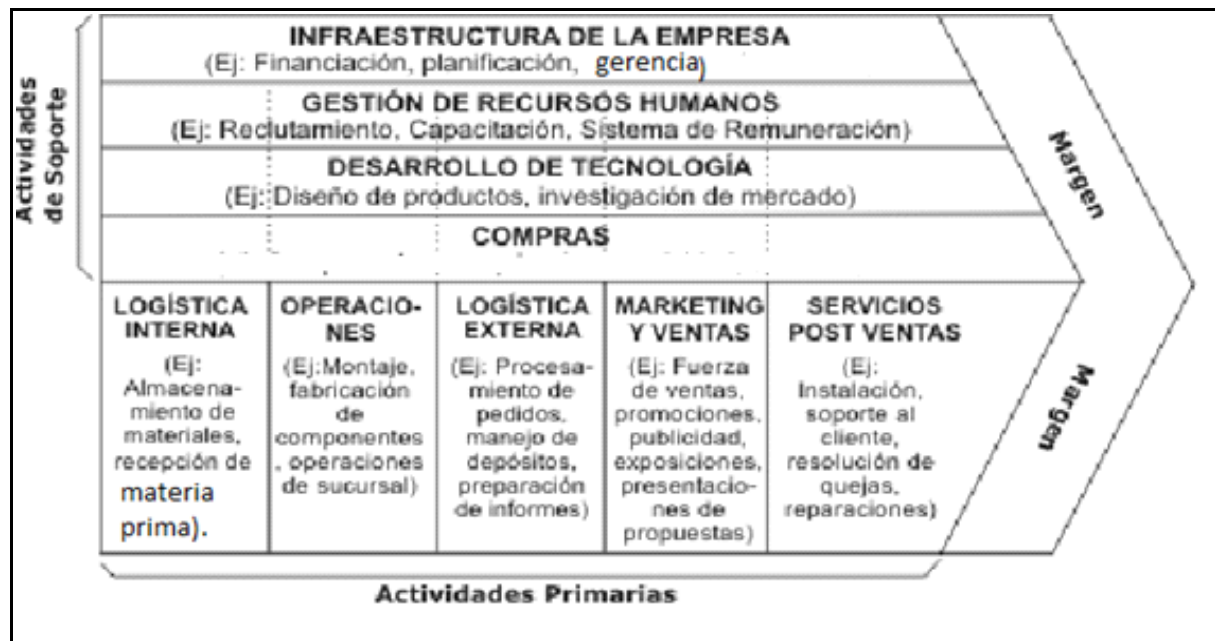 Actividades
de Soporte
INFRAESTRUCTURA DE LA EMPRESA
(Ej: Financiación, planificación, gerencia)
GESTIÓN DE RECURSOS HUMANOS
(Ej: Reclutamiento, Capacitación, Sistema de Remuneración)
DESARROLLO DE TECNOLOGÍA
(Ej: Diseño de productos, investigación de mercado)
COMPRAS
Margen
LOGÍSTICA
INTERNA
(Ej:
Almacena-
miento de
materiales,
recepción de
materia
prima).
OPERACIO-
NES
(Ej:Montaje,
fabricación
de
componentes
, operaciones
de sucursal)
LOGÍSTICA
EXTERNA
(Ej: Procesa-
miento de
pedidos,
manejo de
depósitos,
preparación
de informes)
MARKETING
Y VENTAS
(Ej: Fuerza
de ventas,
promociones,
publicidad,
exposiciones,
presentacio-
nes de
propuestas)
SERVICIOS
POST VENTAS
(Ej:
Instalación,
soporte al
cliente,
resolución de
quejas,
reparaciones)
Margen
Actividades Primarias